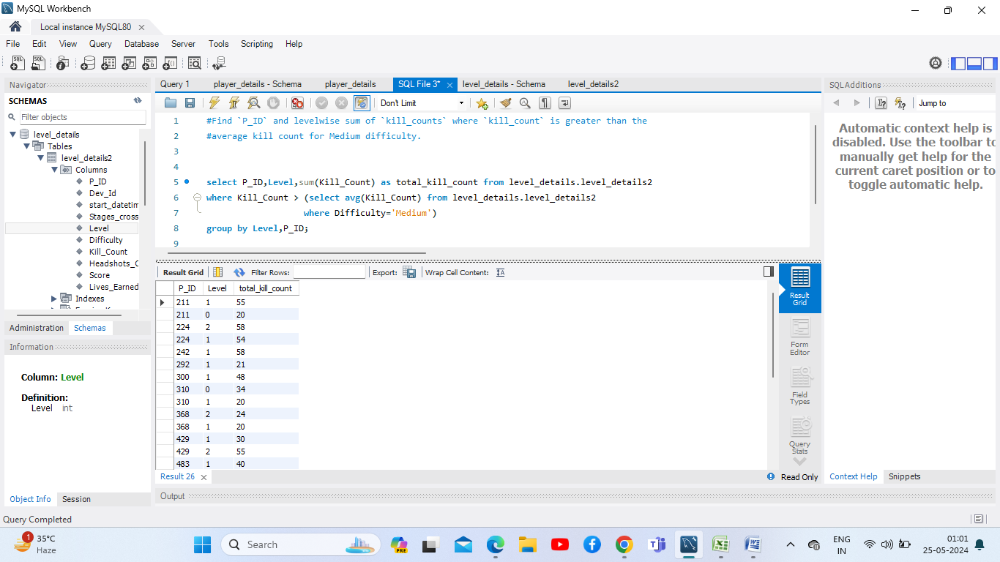 MySQL Workbench
Local instance MySQL80
File Edit View Query Database Server Tools Scripting Help
Navigator
SCHEMAS
Filter objects
level_details
Tables
level_details2
Columns
P_ID
Dev_Id
start_datetim
Stages_cross
Level
Difficulty
Kill_Count
Headshots_C
Score
Lives_Earned
Indexes
Administration Schemas
Information
Column: Level
Definition:
Level int
Object Info Session
Query 1 player_details - Schema player_details SQL File 3* level_details - Schema level_details2
Don't Limit
1 #Find `P_ID` and levelwise sum of `kill_counts` where `kill_count` is greater than the
2 #average kill count for Medium difficulty.
3
4
5 select P_ID,Level,sum(Kill_Count) as total_kill_count from level_details.level_details2
6 where Kill_Count > (select avg(Kill_Count) from level_details.level_details2
7 where Difficulty='Medium')
8 group by Level,P_ID;
9
Result Grid Filter Rows: Export: Wrap Cell Content:
P_ID Level total_kill_count
211 1 55
211 0 20
224 2 58
224 1 54
242 1 58
292 1 21
300 1 48
310 0 34
310 1 20
368 2 24
368 1 20
429 1 30
429 2 55
483 1 40
Result Grid
Form Editor
Field Types
Query Stats
Result 26
Read Only
Output
SQLAdditions
Jump to
Automatic context help is
disabled. Use the toolbar to
manually get help for the
current caret position or to
toggle automatic help.
Context Help Snippets
Query Completed
1
35°C
Haze
Search
PRE
ENG
IN
01:01
25-05-2024